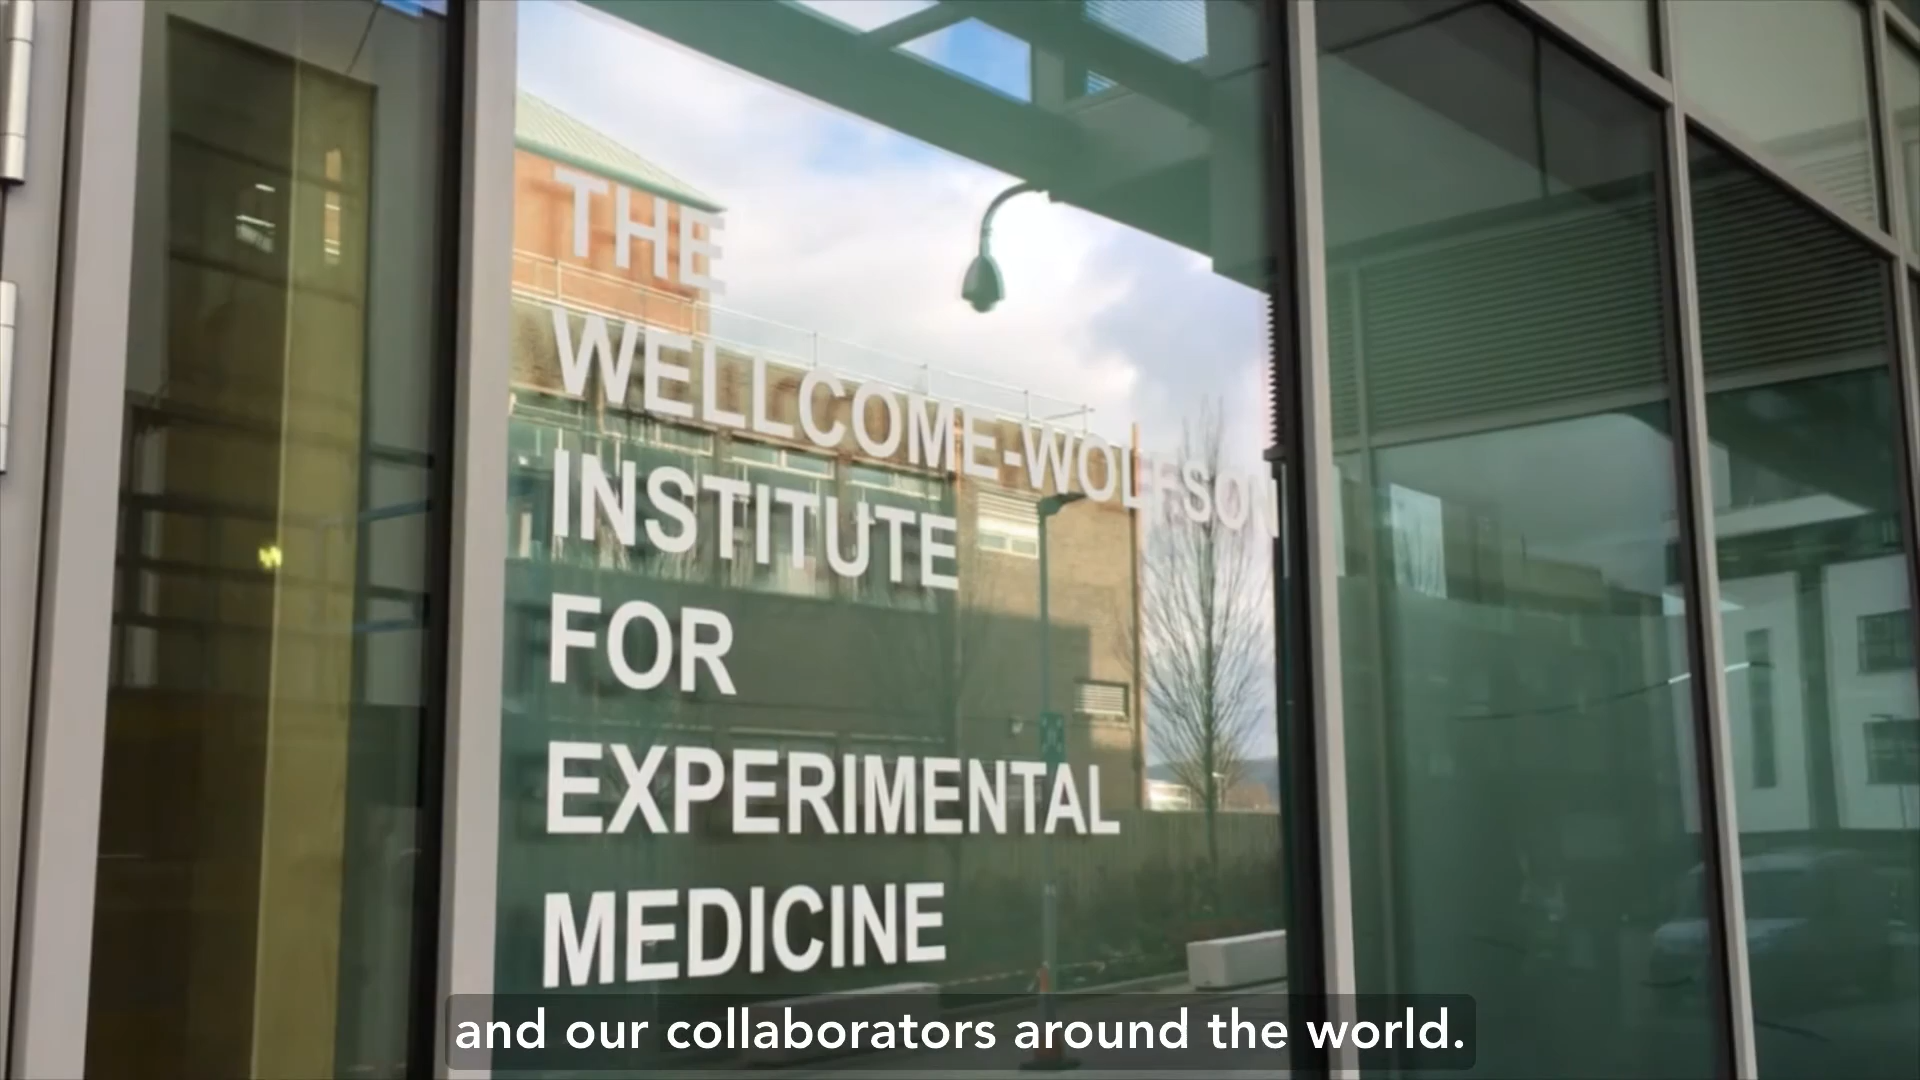 THE
WELLCOME-WOLFSON
INSTITUTE
FOR
EXPERIMENTAL
MEDICINE
and our collaborators around the world.